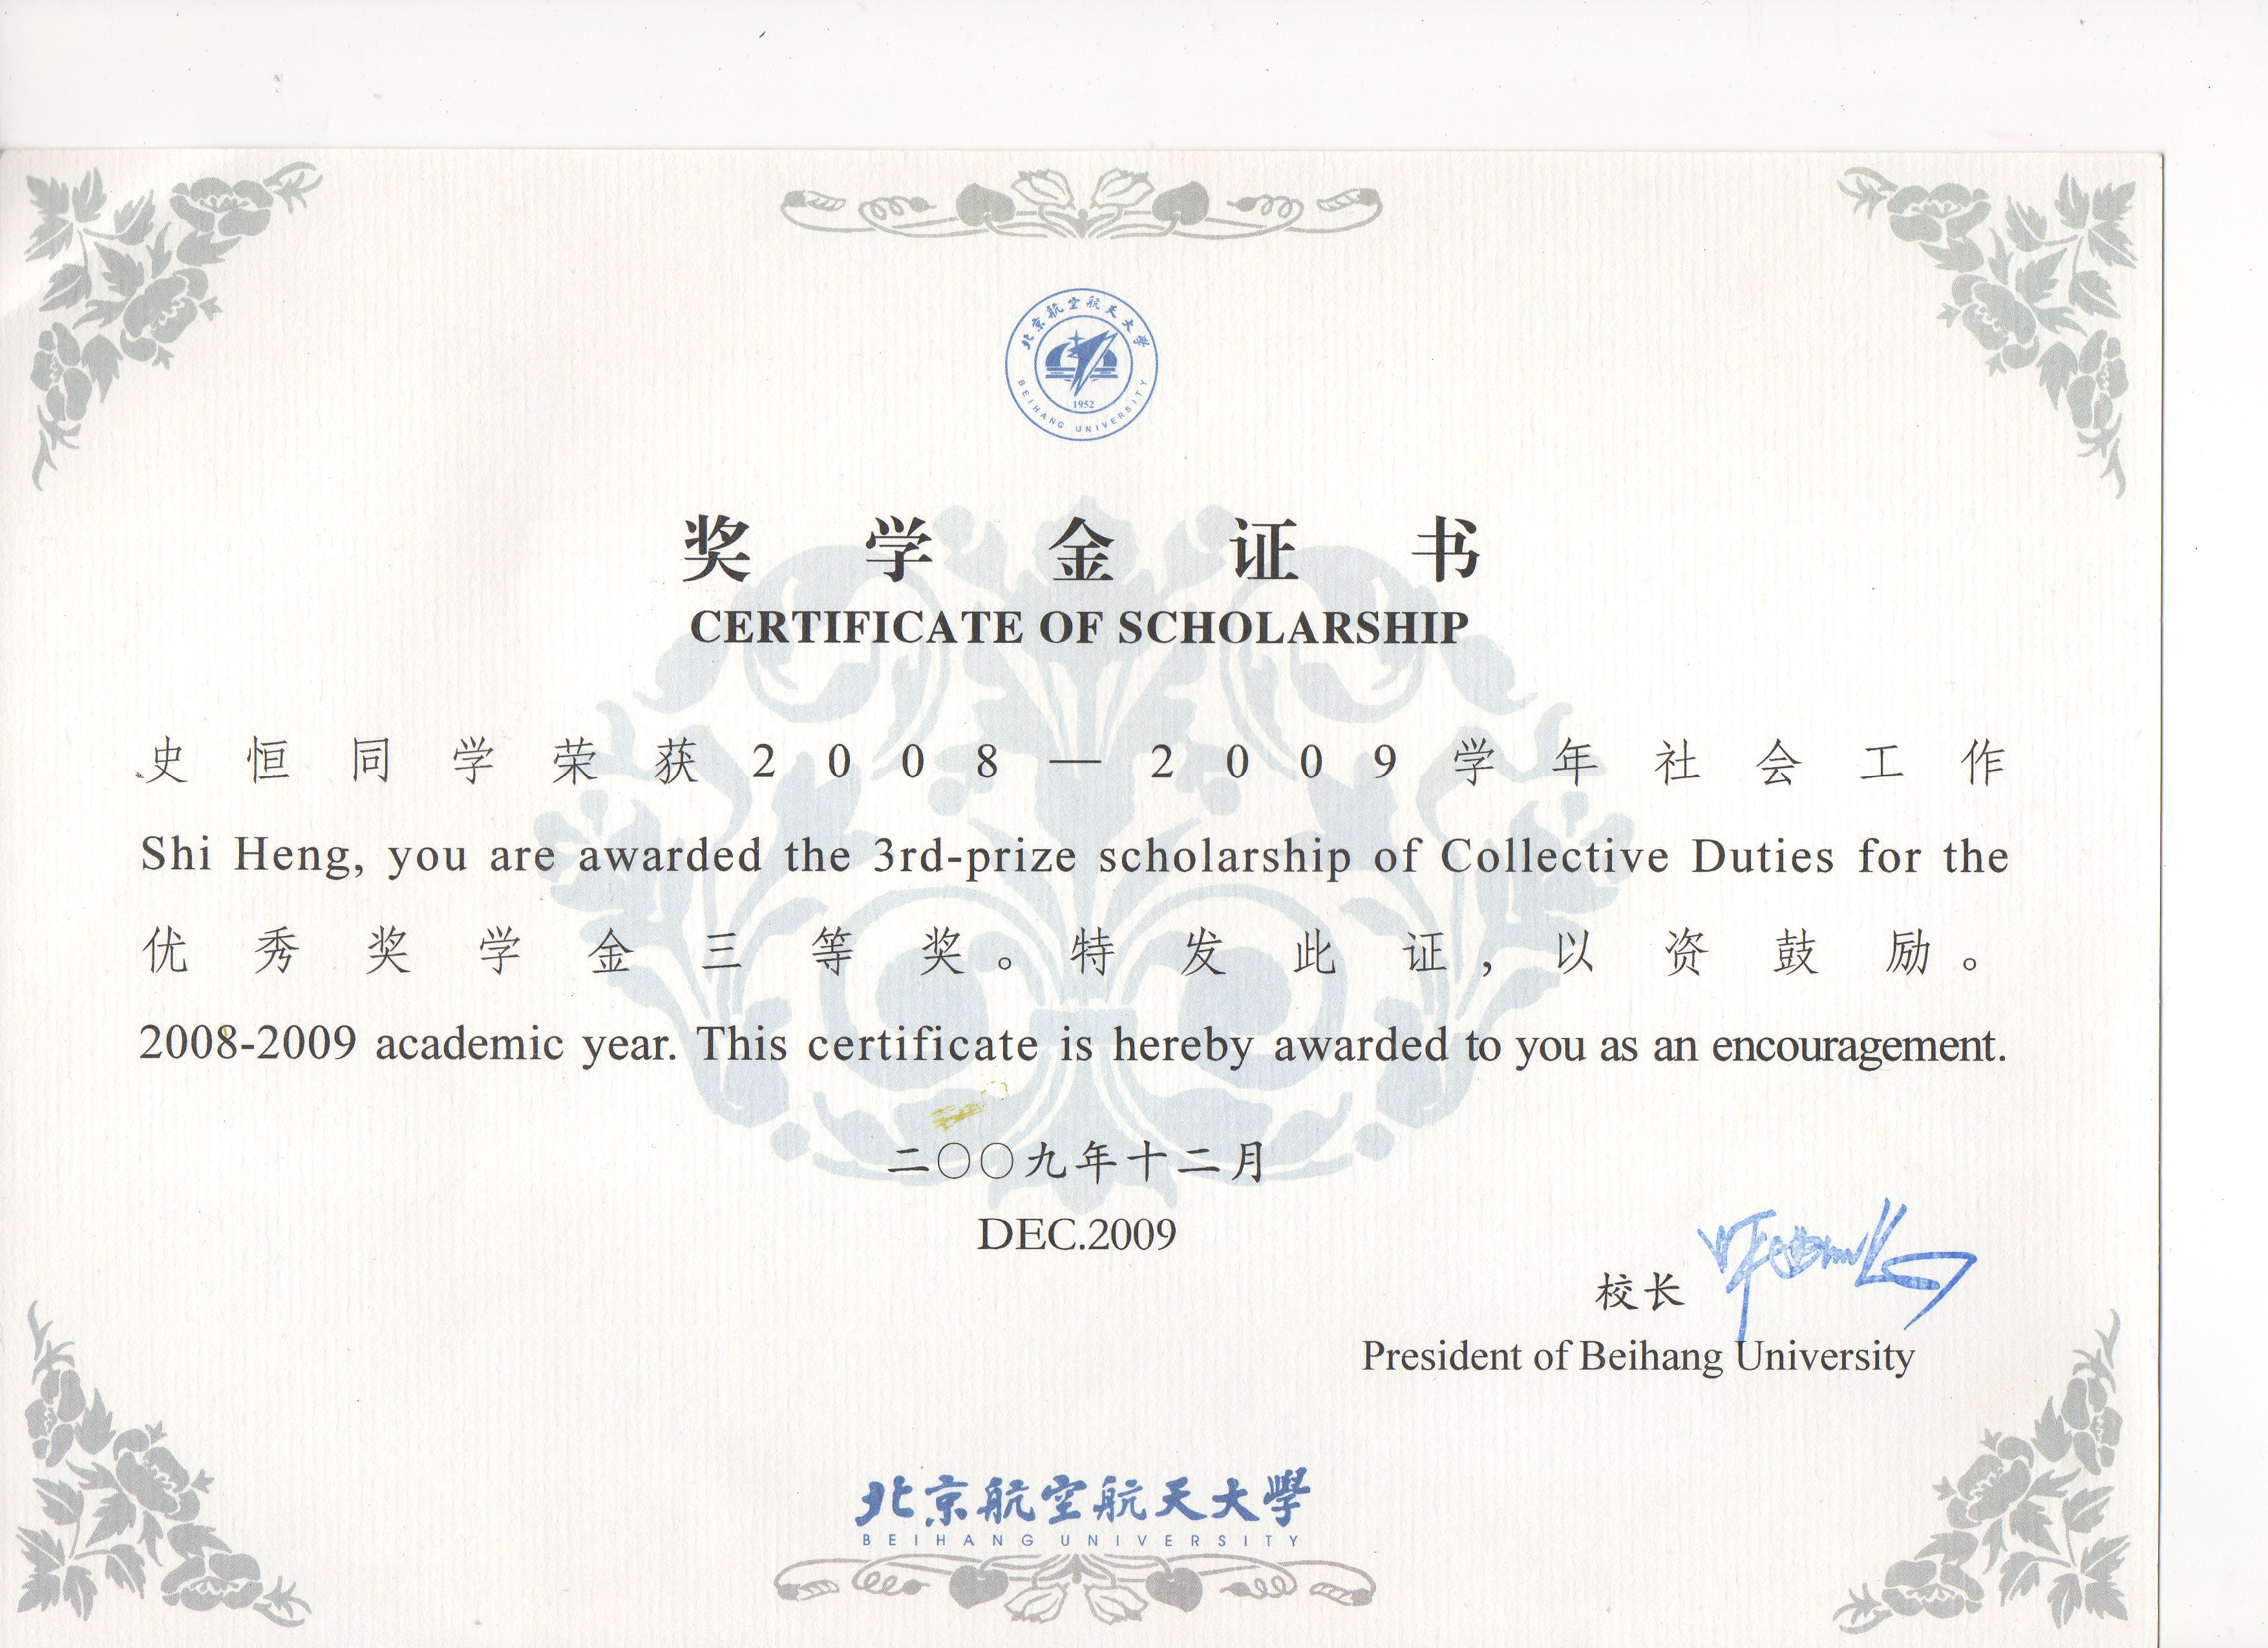 北京航空航天大学
1952
BEIHANG UNIVERSITY
奖学金证书
CERTIFICATE OF SCHOLARSHIP
史恒同学荣获2008—2009学年社会工作
Shi Heng, you are awarded the 3rd-prize scholarship of Collective Duties for the
优秀奖学金三等奖。特发此证，以资鼓励。
2008-2009 academic year. This certificate is hereby awarded to you as an encouragement.
二〇〇九年十二月
DEC.2009
校长
President of Beihang University
北京航空航天大學
BEIHANG UNIVERSITY